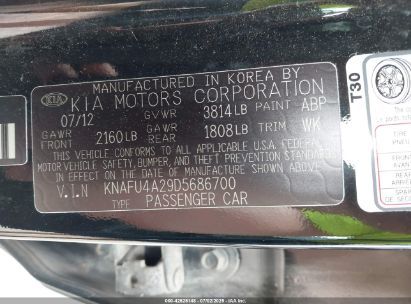 MANUFACTURED IN KOREA BY
KIA KIA MOTORS CORPORATION
07/12 GVWR 3814LB PAINT ABP
GAWR FRONT 2160LB GAWR REAR 1808LB TRIM WK
THIS VEHICLE CONFORMS TO ALL APPLICABLE U.S.A FEDERAL
MOTOR VEHICLE SAFETY, BUMPER, AND THEFT PREVENTION STANDARDS
IN EFFECT ON THE DATE OF MANUFACTURE SHOWN ABOVE.
V.I.N KNAFU4A29D5686700
TYPE PASSENGER CAR
T30